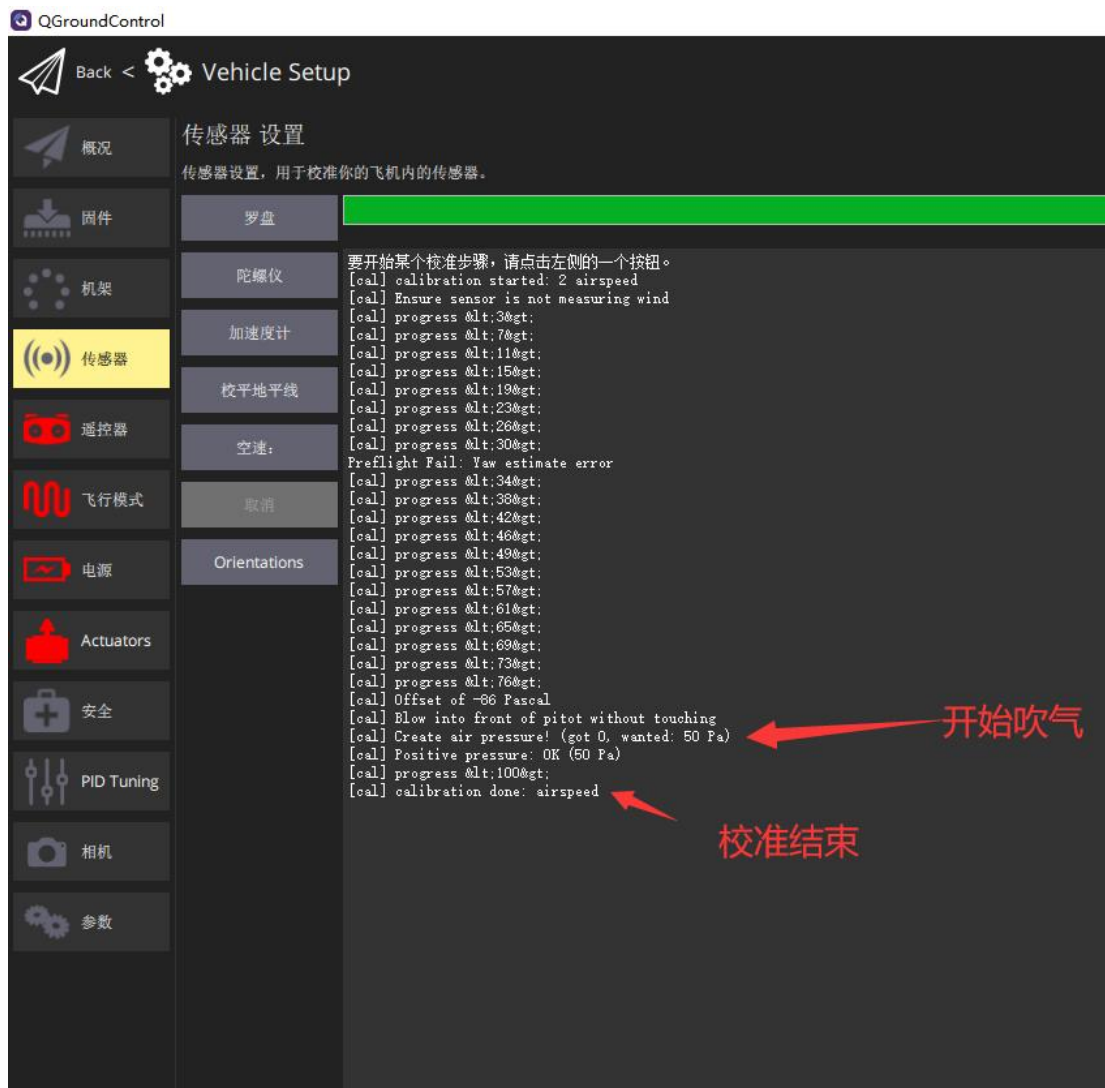 QGroundControl
Back < Vehicle Setup
概况
固件
机架
传感器
遥控器
飞行模式
电源
Actuators
安全
PID Tuning
相机
参数
传感器 设置
传感器设置，用于校准你的飞机内的传感器。
罗盘
陀螺仪
加速度计
校平地平线
空速：
取消
Orientations
要开始某个校准步骤，请点击左侧的一个按钮。
[cal] calibration started: 2 airspeed
[cal] Ensure sensor is not measuring wind
[cal] progress &lt;3&gt;
[cal] progress &lt;7&gt;
[cal] progress &lt;11&gt;
[cal] progress &lt;15&gt;
[cal] progress &lt;19&gt;
[cal] progress &lt;23&gt;
[cal] progress &lt;26&gt;
[cal] progress &lt;30&gt;
Preflight Fail: Yaw estimate error
[cal] progress &lt;34&gt;
[cal] progress &lt;38&gt;
[cal] progress &lt;42&gt;
[cal] progress &lt;46&gt;
[cal] progress &lt;49&gt;
[cal] progress &lt;53&gt;
[cal] progress &lt;57&gt;
[cal] progress &lt;61&gt;
[cal] progress &lt;65&gt;
[cal] progress &lt;69&gt;
[cal] progress &lt;73&gt;
[cal] progress &lt;76&gt;
[cal] Offset of -86 Pascal
[cal] Blow into front of pitot without touching
[cal] Create air pressure! (got 0, wanted: 50 Pa)
开始吹气
[cal] Positive pressure: OK (50 Pa)
[cal] progress &lt;100&gt;
[cal] calibration done: airspeed
校准结束